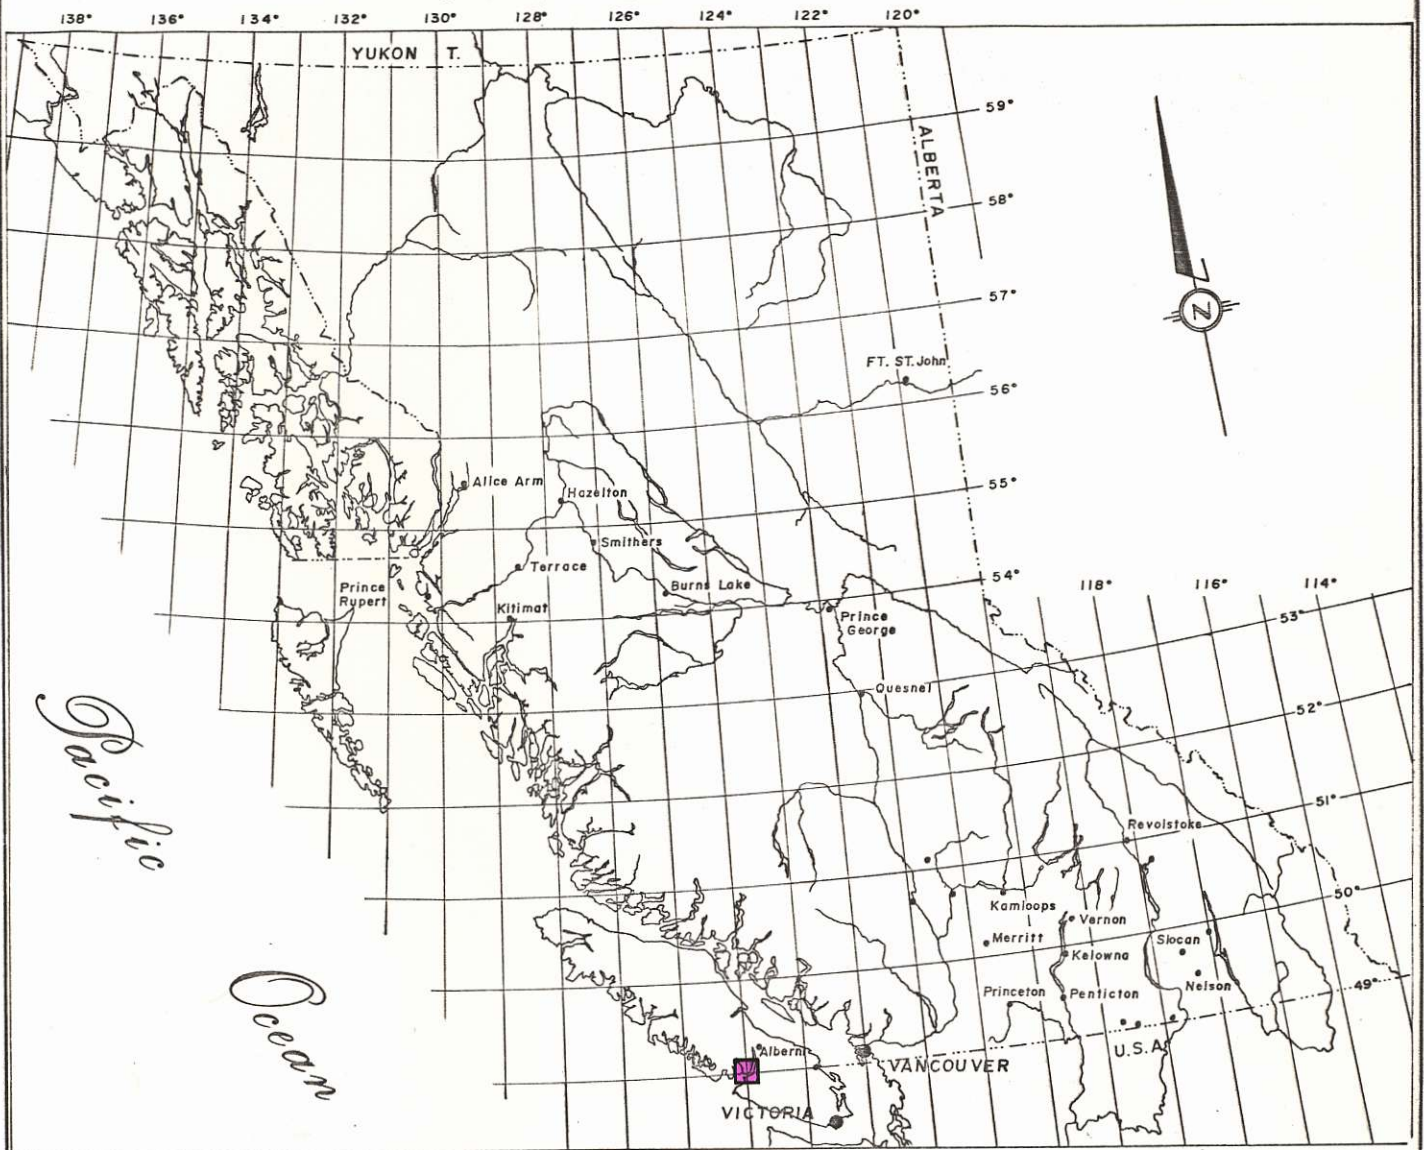 138° 136° 134° 132° 130° 128° 126° 124° 122° 120°
YUKON T.
59°
ALBERTA
58°
57°
FT. ST. John
56°
Alice Arm
55°
Hazelton
Smithers
Terrace
54°
118° 116° 114°
Prince
Rupert
Burns Lake
Kitimat
Prince
George
53°
Quesnel
52°
Pacific
51°
Revolstoke
50°
Kamloops
Vernon
Merritt
Slocan
Kelowna
49°
Nelson
Princeton
Penticton
Ocean
Alberni
U.S.A.
VANCOUVER
VICTORIA
N